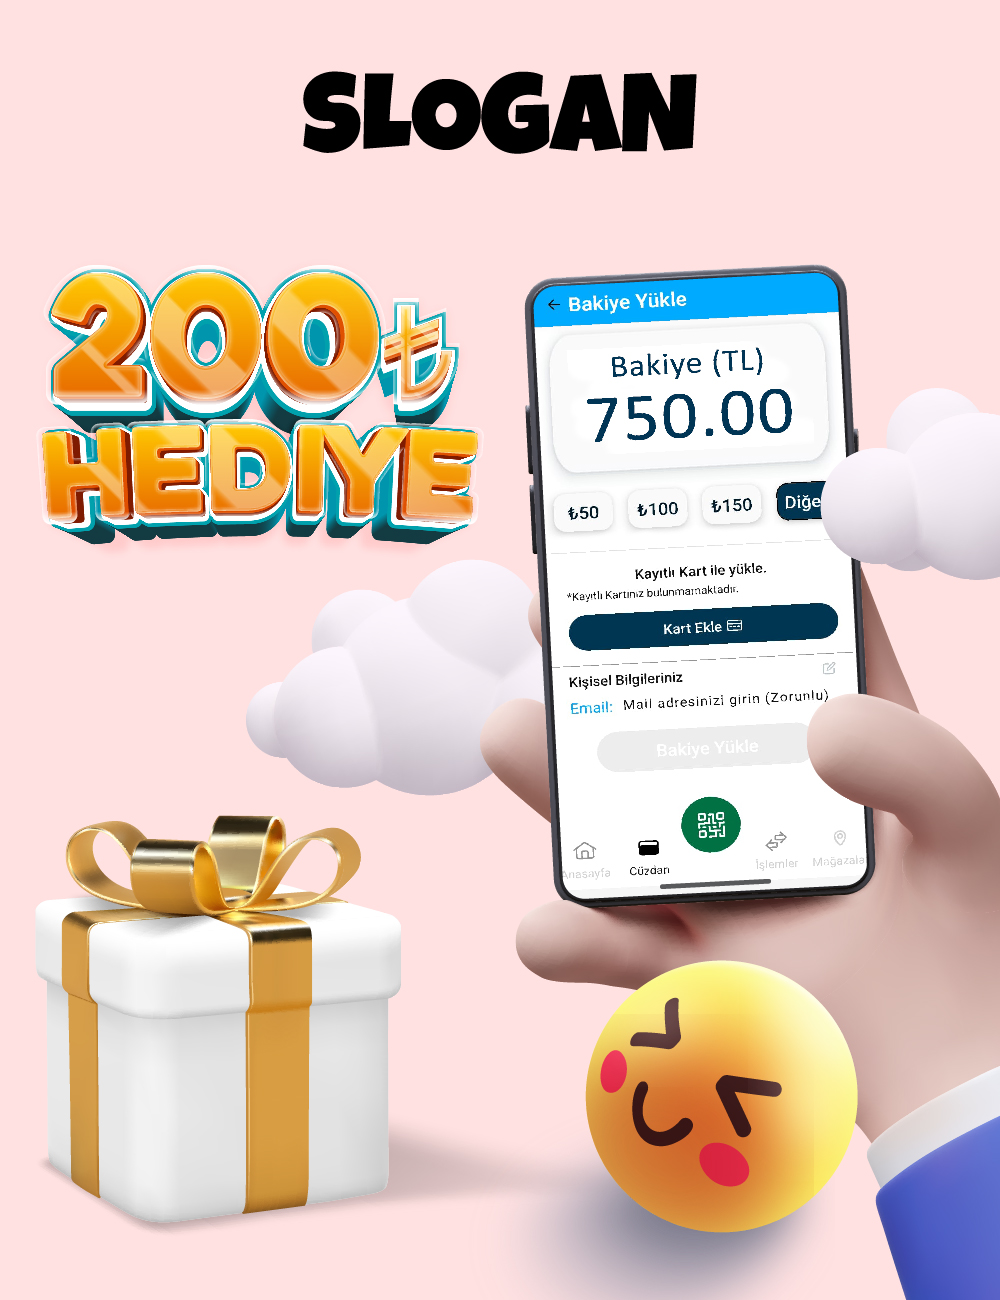 SLOGAN
200₺
HEDIYE
Bakiye Yükle
Bakiye (TL)
750.00
₺50 ₺100 ₺150 Diğe
Kayıtlı Kart ile yükle.
*Kayıtlı Kartınız bulunmamaktadır.
Kart Ekle
Kişisel Bilgileriniz
Email: Mail adresinizi girin (Zorunlu)
Bakiye Yükle
Anasayfa Cüzdan İşlemler Mağazala